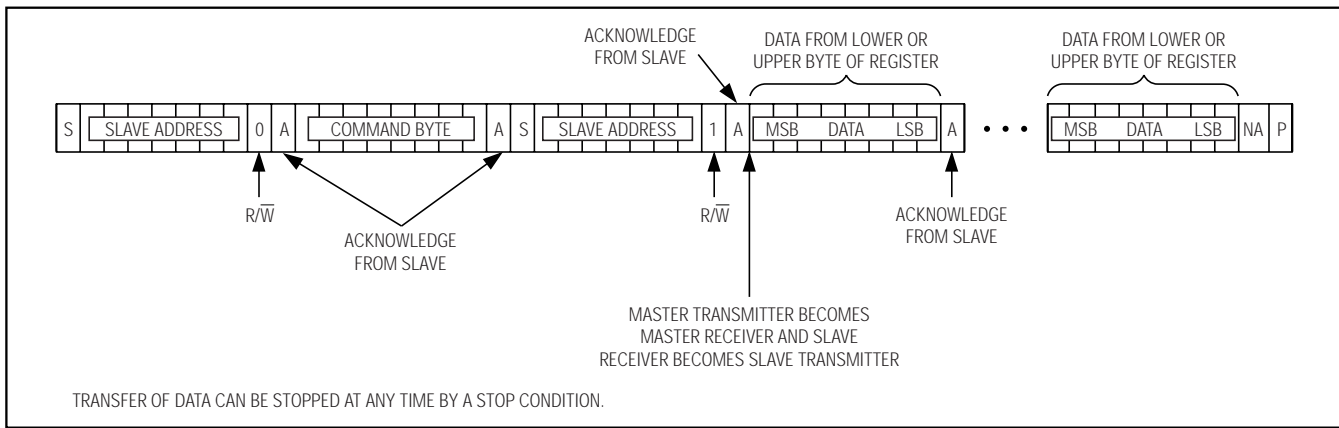 ACKNOWLEDGE
FROM SLAVE
DATA FROM LOWER OR
UPPER BYTE OF REGISTER
DATA FROM LOWER OR
UPPER BYTE OF REGISTER
S SLAVE ADDRESS 0 A COMMAND BYTE A S SLAVE ADDRESS 1 A MSB DATA LSB A • • • MSB DATA LSB NA P
R/W̅
ACKNOWLEDGE
FROM SLAVE
R/W̅
ACKNOWLEDGE
FROM SLAVE
MASTER TRANSMITTER BECOMES
MASTER RECEIVER AND SLAVE
RECEIVER BECOMES SLAVE TRANSMITTER
TRANSFER OF DATA CAN BE STOPPED AT ANY TIME BY A STOP CONDITION.